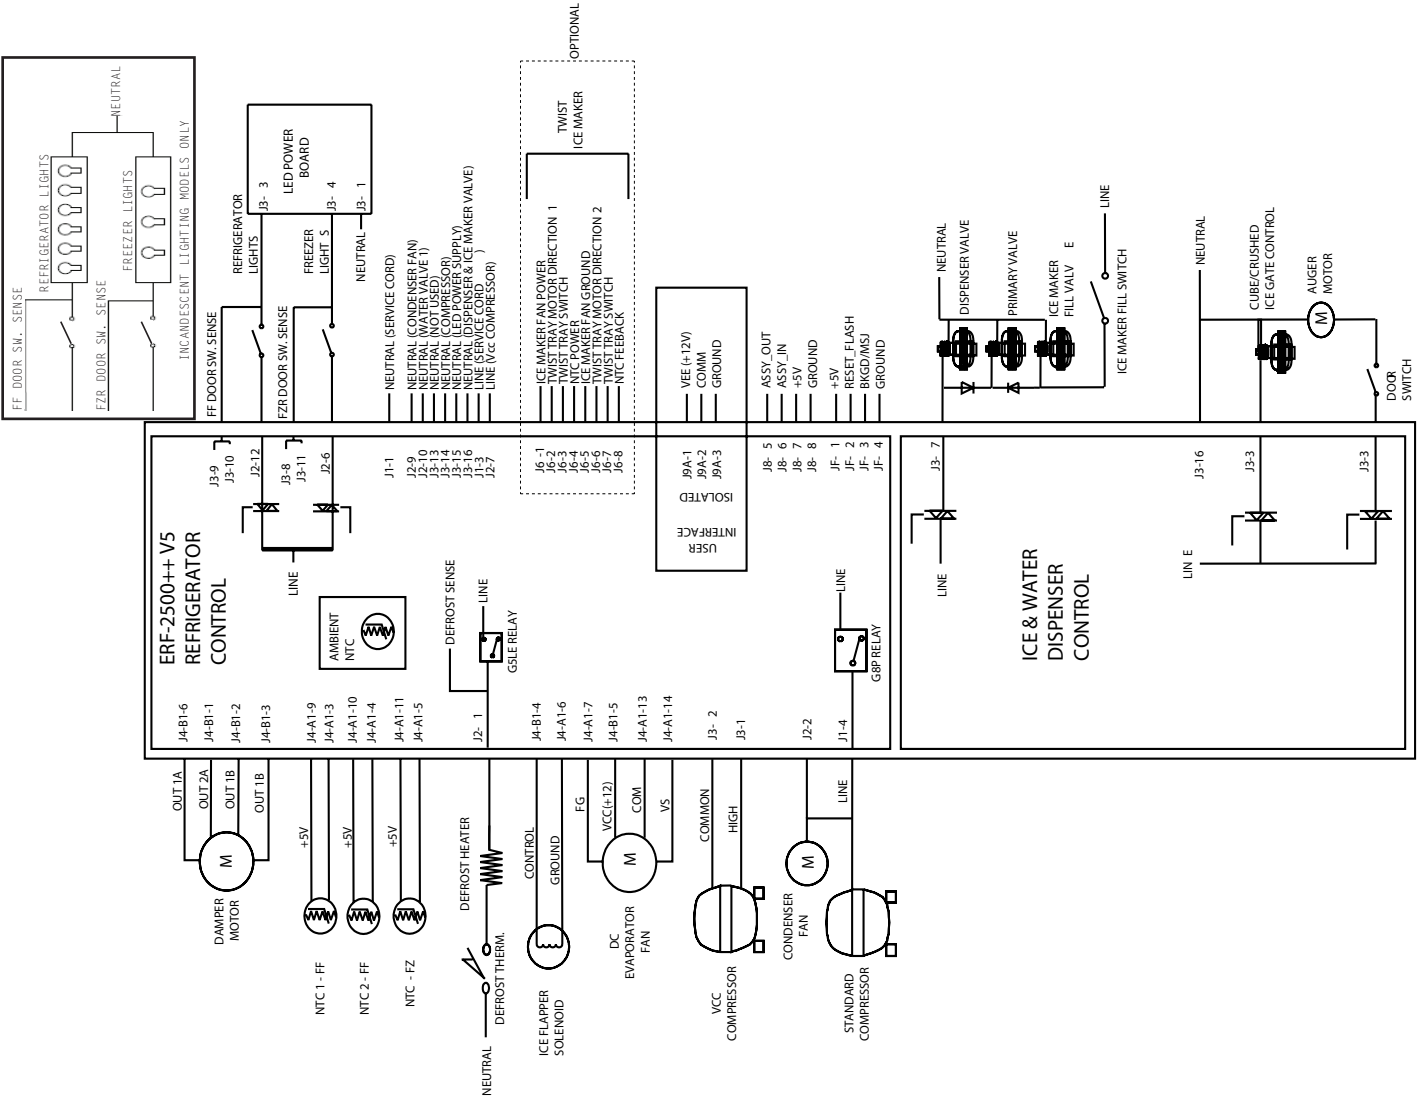 FF DOOR SW. SENSE
REFRIGERATOR LIGHTS
FZR DOOR SW. SENSE
FREEZER LIGHTS
NEUTRAL
INCANDESCENT LIGHTING MODELS ONLY
LED POWER
BOARD
J3- 3
J3- 4
J3- 1
REFRIGERATOR
LIGHTS
FREEZER
LIGHT S
NEUTRAL
FF DOOR SW. SENSE
FZR DOOR SW. SENSE
NEUTRAL (SERVICE CORD)
NEUTRAL (CONDENSER FAN)
NEUTRAL (WATER VALVE 1)
NEUTRAL (NOT USED)
NEUTRAL (COMPRESSOR)
NEUTRAL (LED POWER SUPPLY)
NEUTRAL (DISPENSER & ICE MAKER VALVE)
LINE (SERVICE CORD )
LINE (Vcc COMPRESSOR)
OPTIONAL
TWIST
ICE MAKER
ICE MAKER FAN POWER
TWIST TRAY MOTOR DIRECTION 1
TWIST TRAY SWITCH
NTC POWER
ICE MAKER FAN GROUND
TWIST TRAY MOTOR DIRECTION 2
TWIST TRAY SWITCH
NTC FEEDBACK
VEE (+12V)
COMM
GROUND
ASSY_OUT
ASSY_IN
+5V
GROUND
+5V
RESET_FLASH
BKGD/MSJ
GROUND
NEUTRAL
DISPENSER VALVE
PRIMARY VALVE
ICE MAKER
FILL VALV E
LINE
ICE MAKER FILL SWITCH
NEUTRAL
CUBE/CRUSHED
ICE GATE CONTROL
AUGER
MOTOR
M
DOOR
SWITCH
J3-9
J3-10
J2-12
J3-8
J3-11
J2-6
J1-1
J2-9
J2-10
J3-13
J3-14
J3-15
J3-16
J1-3
J2-7
J6 -1
J6-2
J6-3
J6-4
J6-5
J6-6
J6-7
J6-8
J9A-1
J9A-2
J9A-3
ISOLATED
USER
INTERFACE
J8- 5
J8- 6
J8- 7
J8- 8
JF- 1
JF- 2
JF- 3
JF- 4
J3- 7
J3-16
J3-3
J3-3
ERF-2500++ V5
REFRIGERATOR
CONTROL
LINE
AMBIENT
NTC
DEFROST SENSE
LINE
G5LE RELAY
LINE
G8P RELAY
LINE
LIN E
ICE & WATER
DISPENSER
CONTROL
J4-B1-6
J4-B1-1
J4-B1-2
J4-B1-3
J4-A1-9
J4-A1-3
J4-A1-10
J4-A1-4
J4-A1-11
J4-A1-5
J2- 1
J4-B1-4
J4-A1-6
J4-A1-7
J4-B1-5
J4-A1-13
J4-A1-14
J3- 2
J3-1
J2-2
J1-4
OUT 1A
OUT 2A
OUT 1B
OUT 1B
M
DAMPER
MOTOR
+5V
+5V
+5V
NTC 1 - FF
NTC 2 - FF
NTC - FZ
DEFROST HEATER
DEFROST THERM.
NEUTRAL
CONTROL
GROUND
ICE FLAPPER
SOLENOID
FG
VCC(+12)
COM
VS
M
DC
EVAPORATOR
FAN
COMMON
HIGH
VCC
COMPRESSOR
LINE
M
CONDENSER
FAN
STANDARD
COMPRESSOR